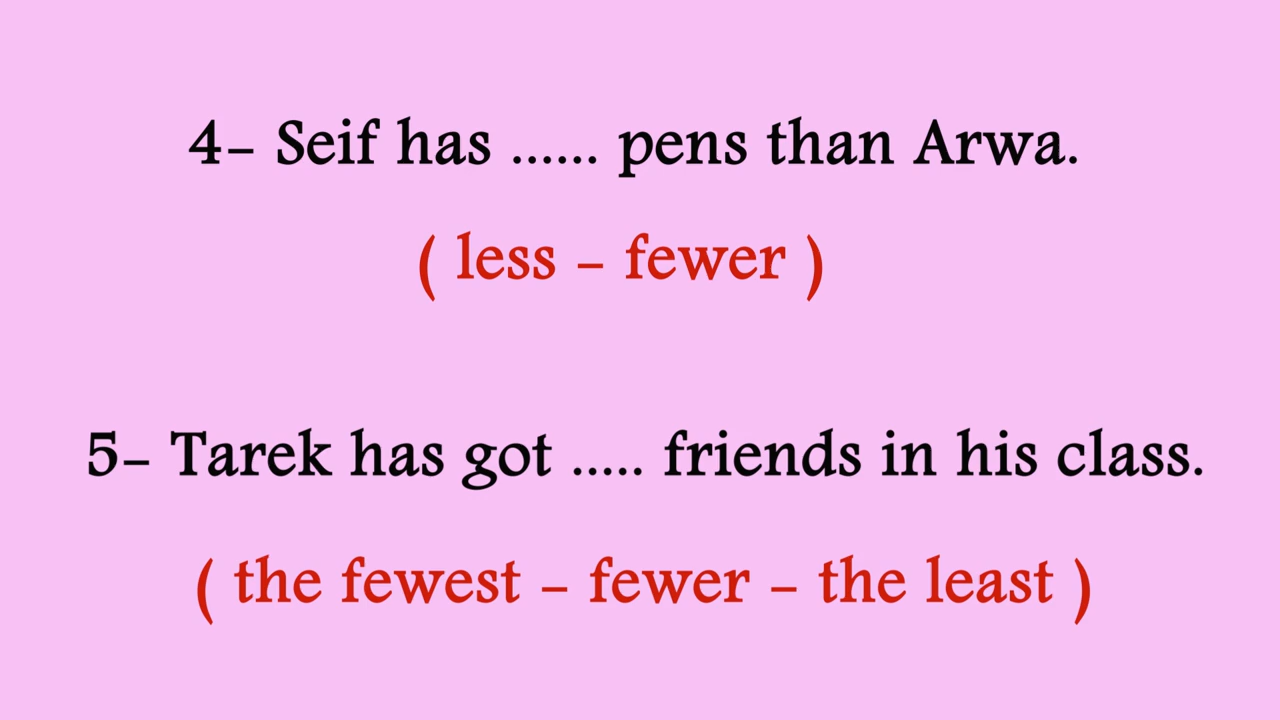 4- Seif has ...... pens than Arwa.
( less - fewer )
5- Tarek has got ..... friends in his class.
( the fewest - fewer - the least )